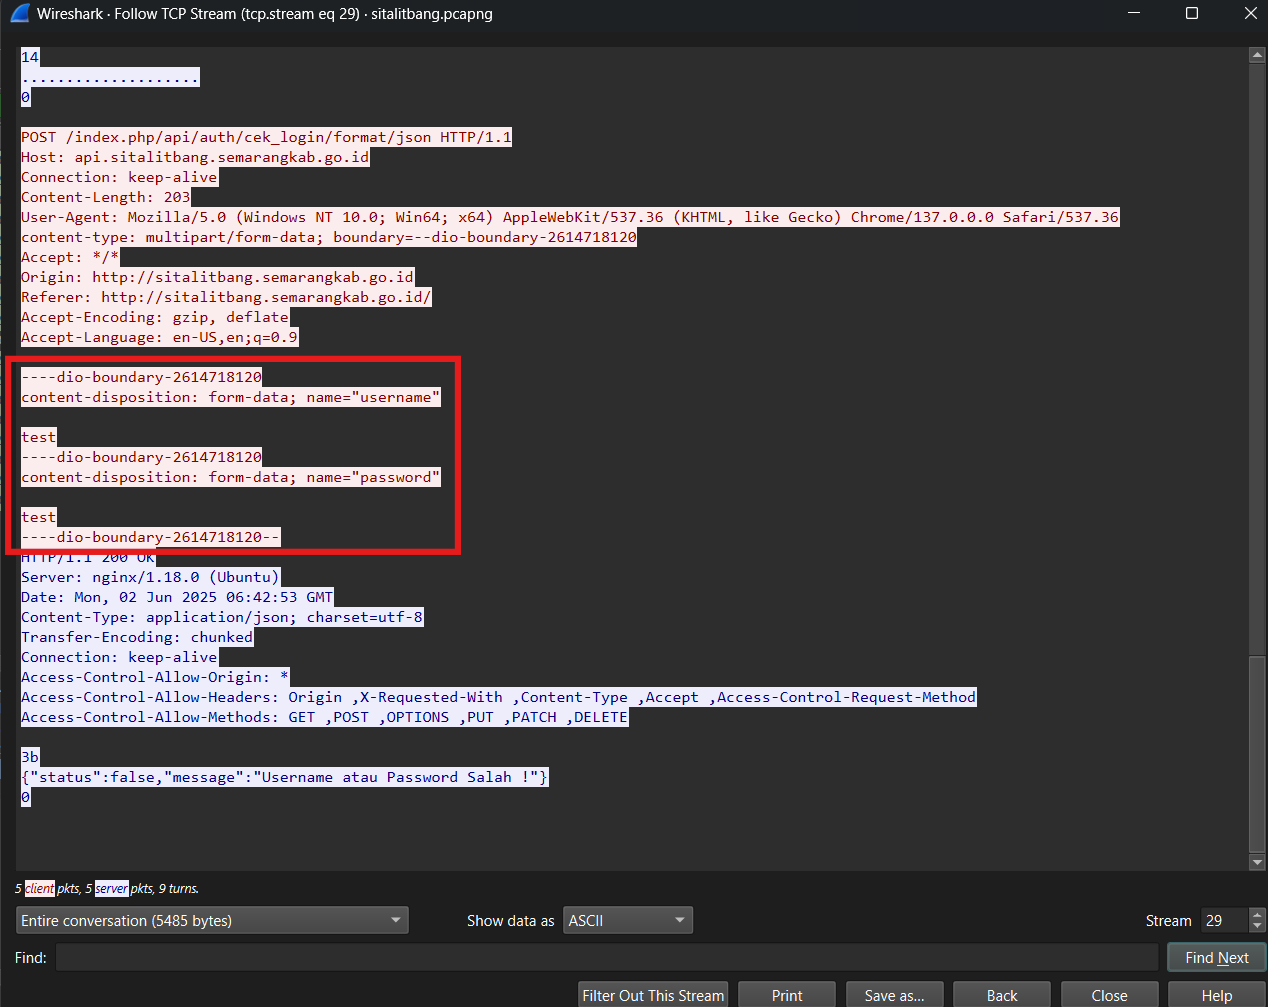 Wireshark · Follow TCP Stream (tcp.stream eq 29) · sitalitbang.pcapng
14
....................
0
POST /index.php/api/auth/cek_login/format/json HTTP/1.1
Host: api.sitalitbang.semarangkab.go.id
Connection: keep-alive
Content-Length: 203
User-Agent: Mozilla/5.0 (Windows NT 10.0; Win64; x64) AppleWebKit/537.36 (KHTML, like Gecko) Chrome/137.0.0.0 Safari/537.36
content-type: multipart/form-data; boundary=--dio-boundary-2614718120
Accept: */*
Origin: http://sitalitbang.semarangkab.go.id
Referer: http://sitalitbang.semarangkab.go.id/
Accept-Encoding: gzip, deflate
Accept-Language: en-US,en;q=0.9
----dio-boundary-2614718120
content-disposition: form-data; name="username"
test
----dio-boundary-2614718120
content-disposition: form-data; name="password"
test
----dio-boundary-2614718120--
HTTP/1.1 200 OK
Server: nginx/1.18.0 (Ubuntu)
Date: Mon, 02 Jun 2025 06:42:53 GMT
Content-Type: application/json; charset=utf-8
Transfer-Encoding: chunked
Connection: keep-alive
Access-Control-Allow-Origin: *
Access-Control-Allow-Headers: Origin ,X-Requested-With ,Content-Type ,Accept ,Access-Control-Request-Method
Access-Control-Allow-Methods: GET ,POST ,OPTIONS ,PUT ,PATCH ,DELETE
3b
{"status":false,"message":"Username atau Password Salah !"}
0
5 client pkts, 5 server pkts, 9 turns.
Entire conversation (5485 bytes) Show data as ASCII Stream 29
Find: Find Next
Filter Out This Stream Print Save as... Back Close Help